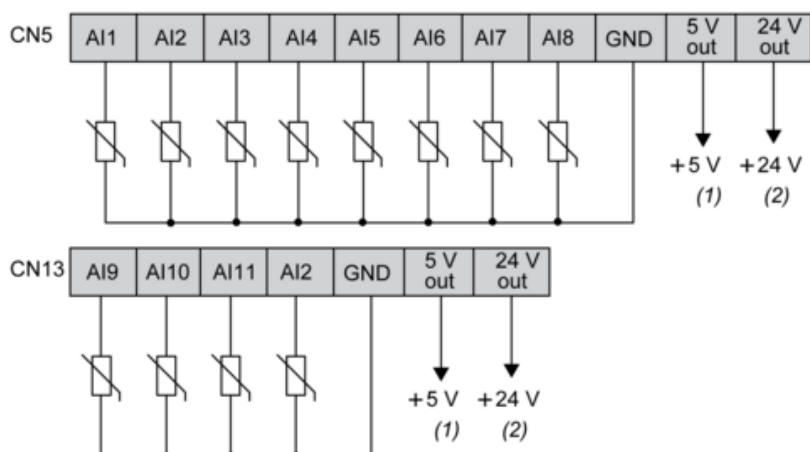 CN5 AI1 AI2 AI3 AI4 AI5 AI6 AI7 AI8 GND 5 V out 24 V out
+5 V +24 V
(1) (2)
CN13 AI9 AI10 AI11 AI2 GND 5 V out 24 V out
+5 V +24 V
(1) (2)